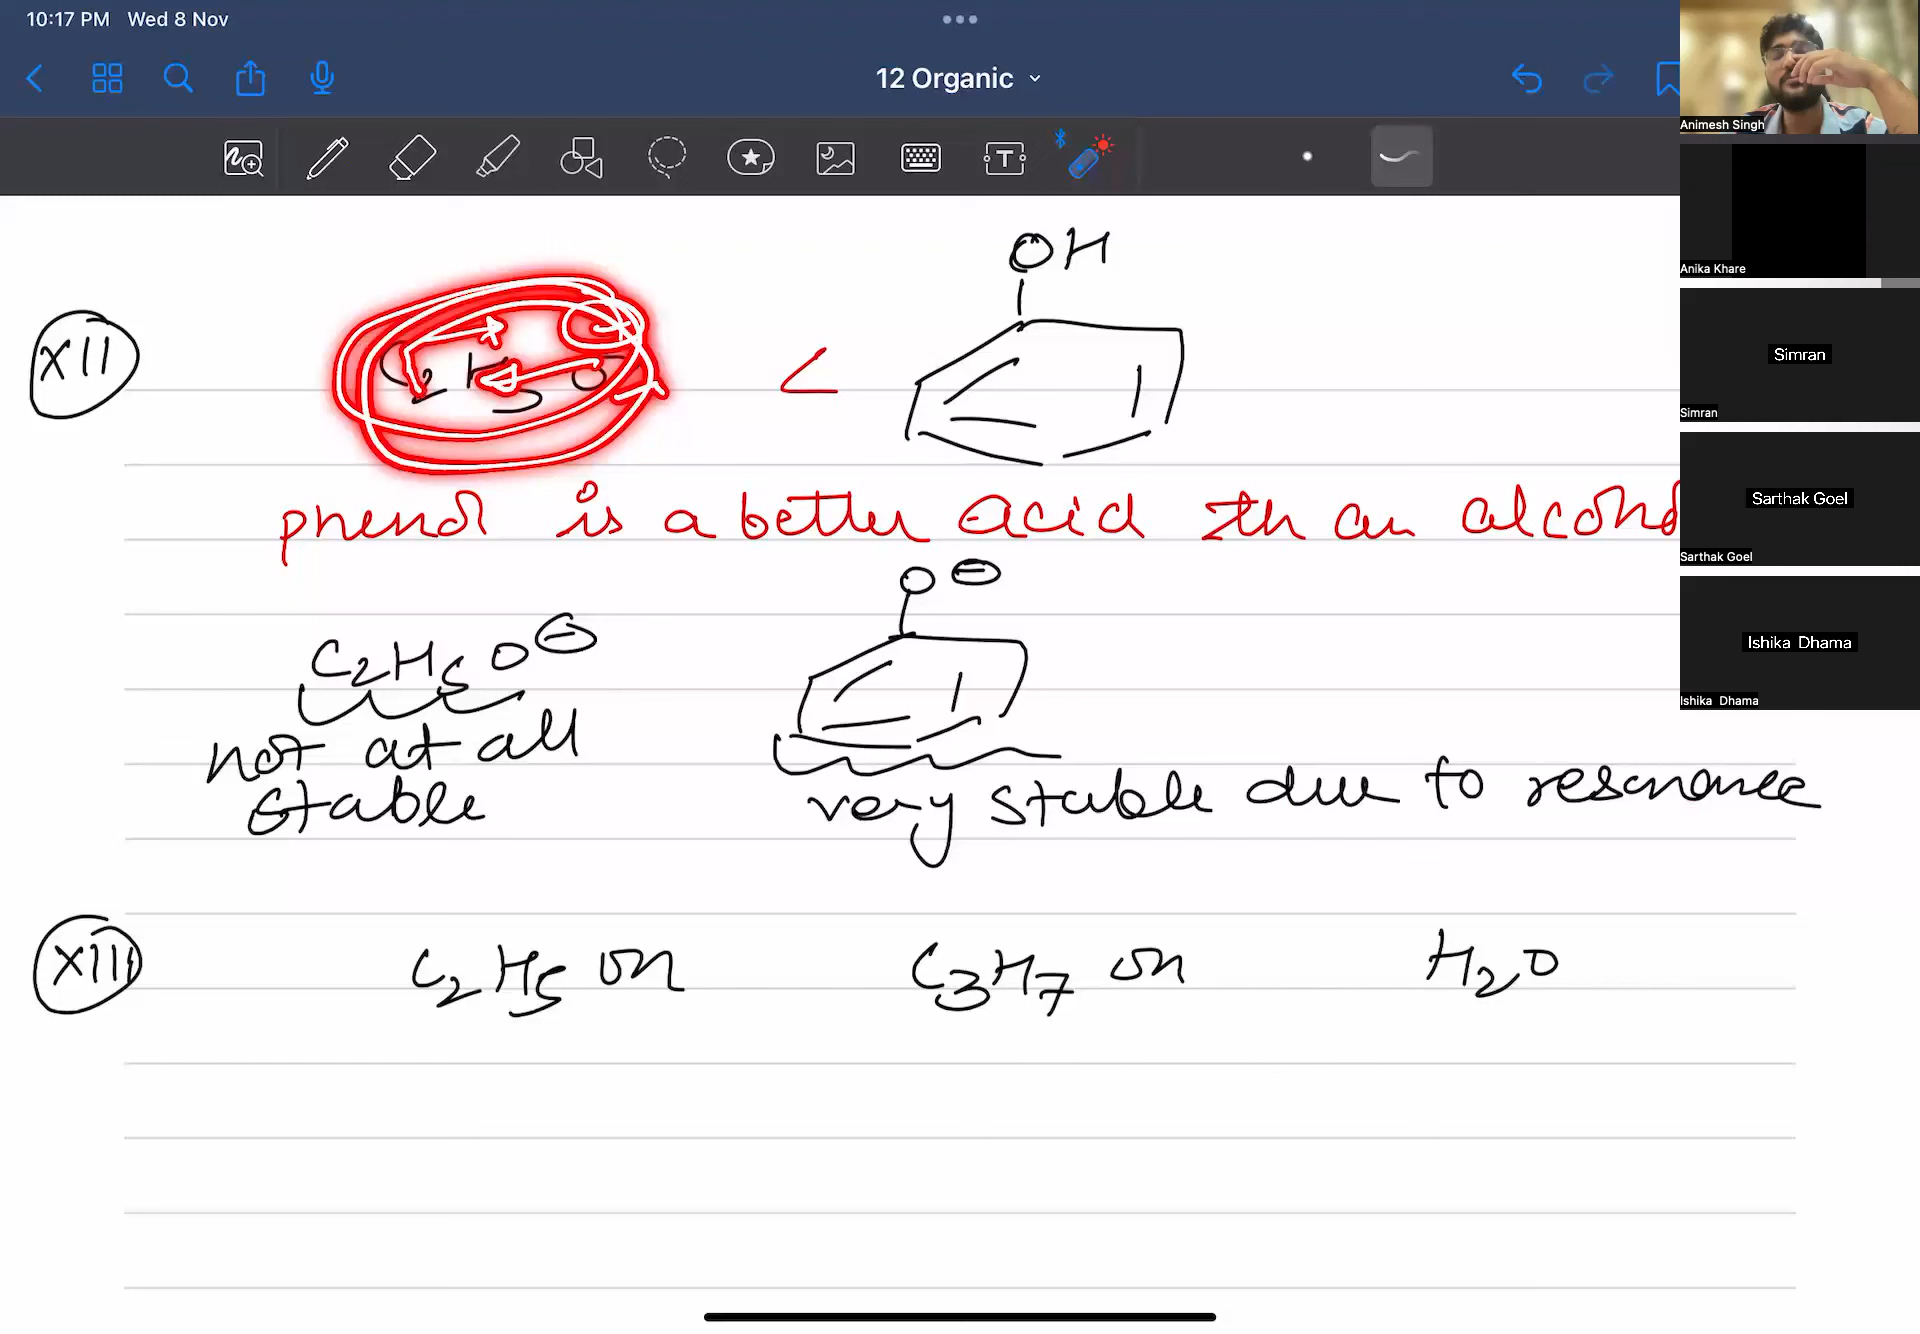 10:17 PM Wed 8 Nov
12 Organic
T
Animesh Singh
Anika Khare
Simran
Simran
Sarthak Goel
Sarthak Goel
Ishika Dhama
Ishika Dhama
XII
C2H5O < OH
phenol is a better acid th an alcohol
C2H5O⊖ O⊖
not at all
stable
very stable due to resonance
XIII C2H5OH C3H7OH H2O